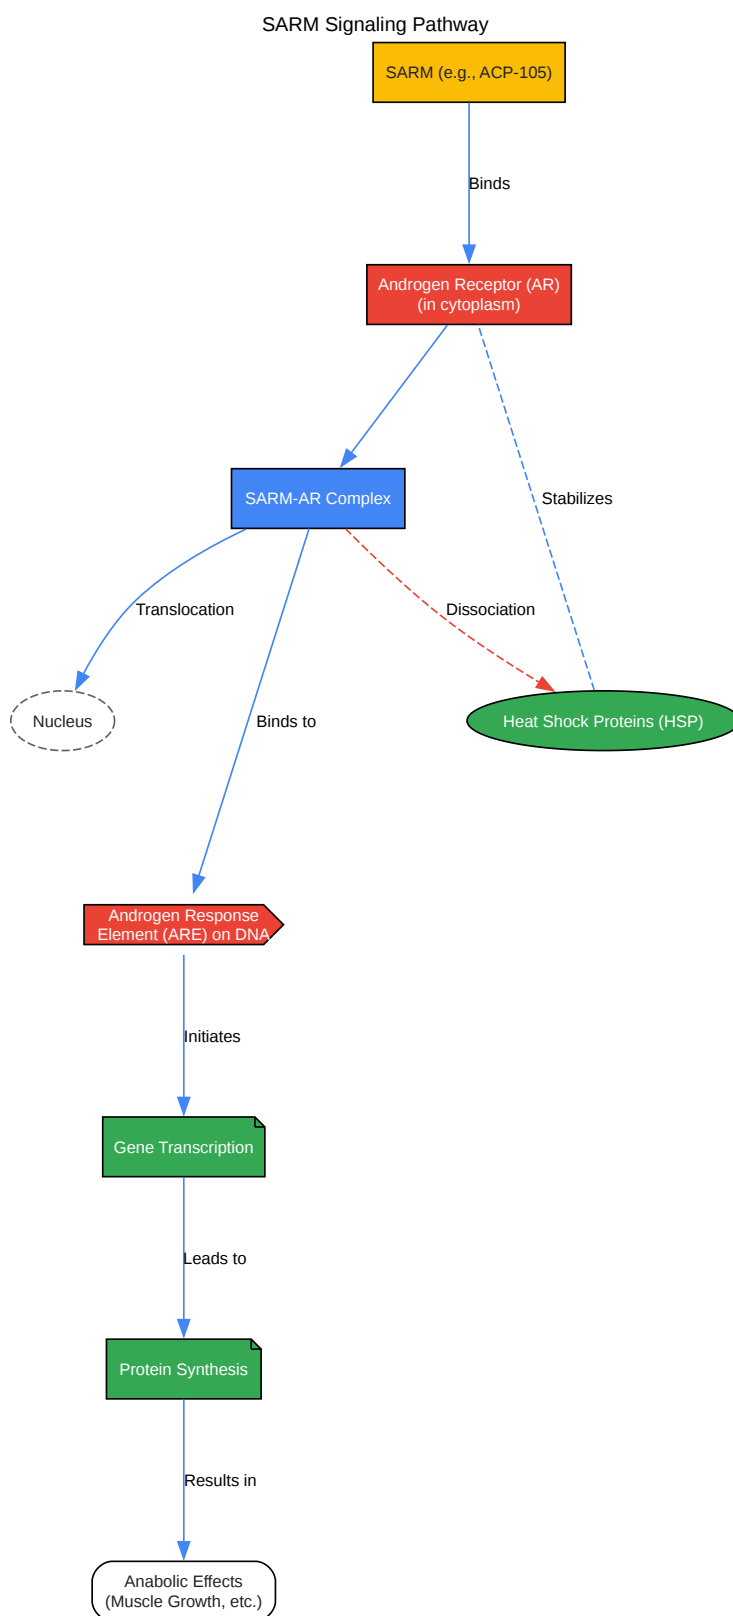 SARM Signaling Pathway
SARM (e.g., ACP-105)
Binds
Androgen Receptor (AR)
(in cytoplasm)
SARM-AR Complex
Stabilizes
Translocation
Dissociation
Nucleus
Binds to
Heat Shock Proteins (HSP)
Androgen Response
Element (ARE) on DNA
Initiates
Gene Transcription
Leads to
Protein Synthesis
Results in
Anabolic Effects
(Muscle Growth, etc.)